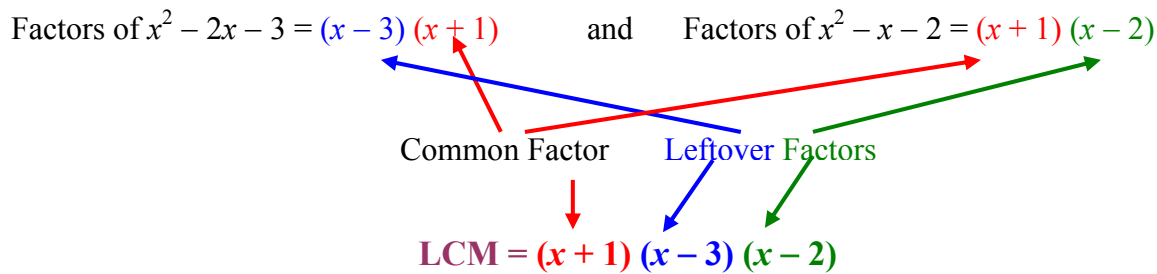 Factors of x² – 2x – 3 = (x – 3) (x + 1) and Factors of x² – x – 2 = (x + 1) (x – 2)
Common Factor Leftover Factors
LCM = (x + 1) (x – 3) (x – 2)